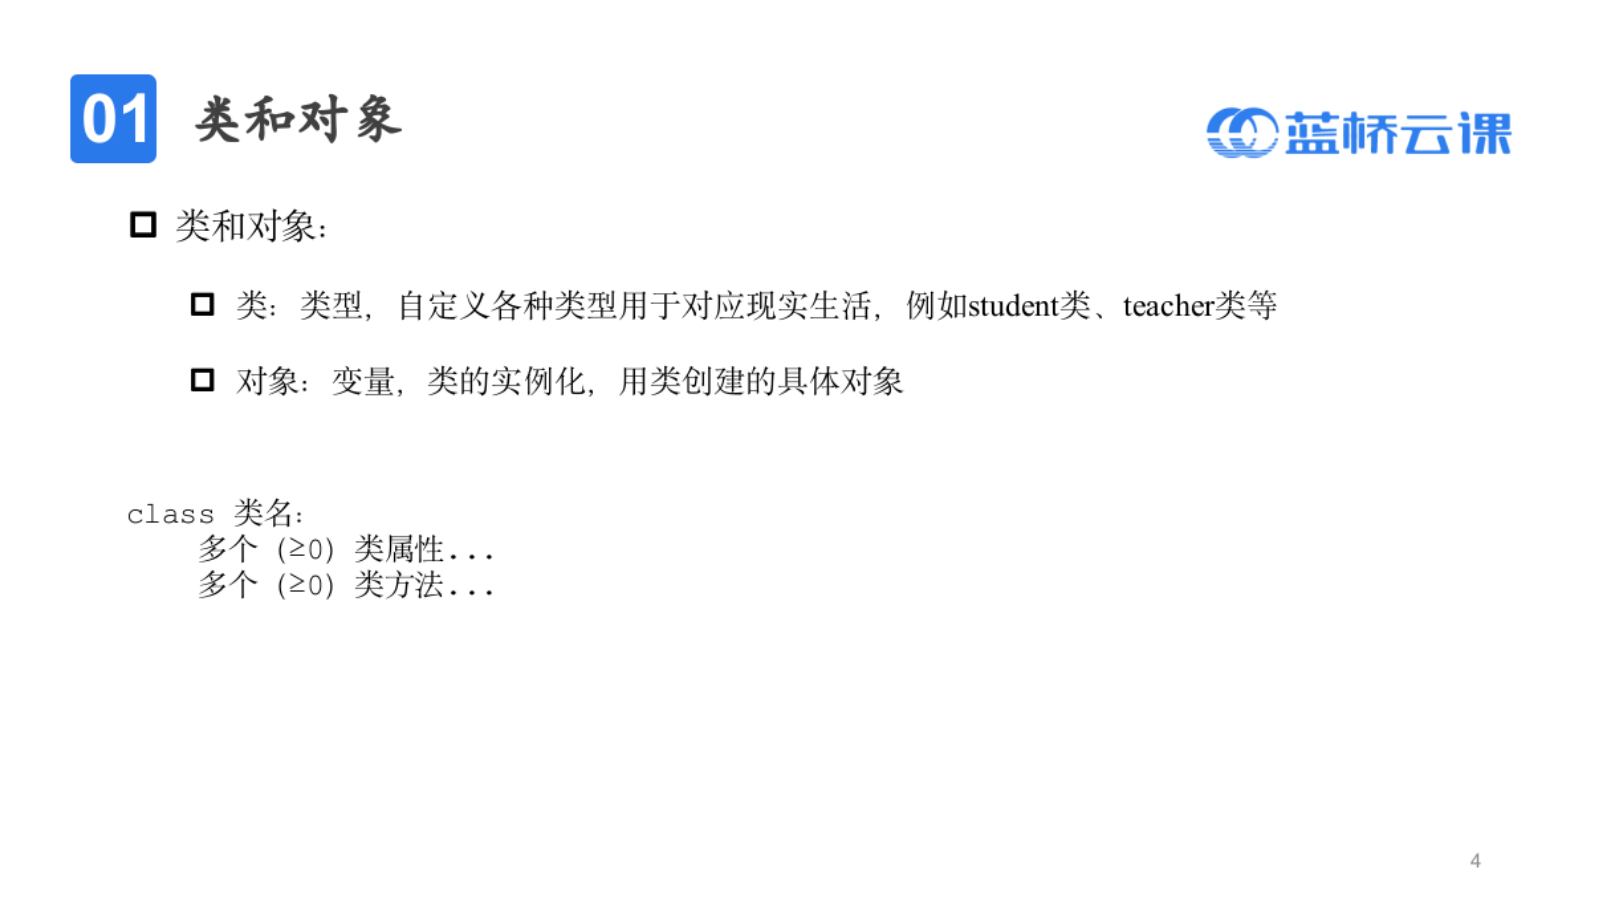 01 类和对象
蓝桥云课
类和对象：
类：类型，自定义各种类型用于对应现实生活，例如student类、teacher类等
对象：变量，类的实例化，用类创建的具体对象
class 类名：
多个（≥0）类属性...
多个（≥0）类方法...
4